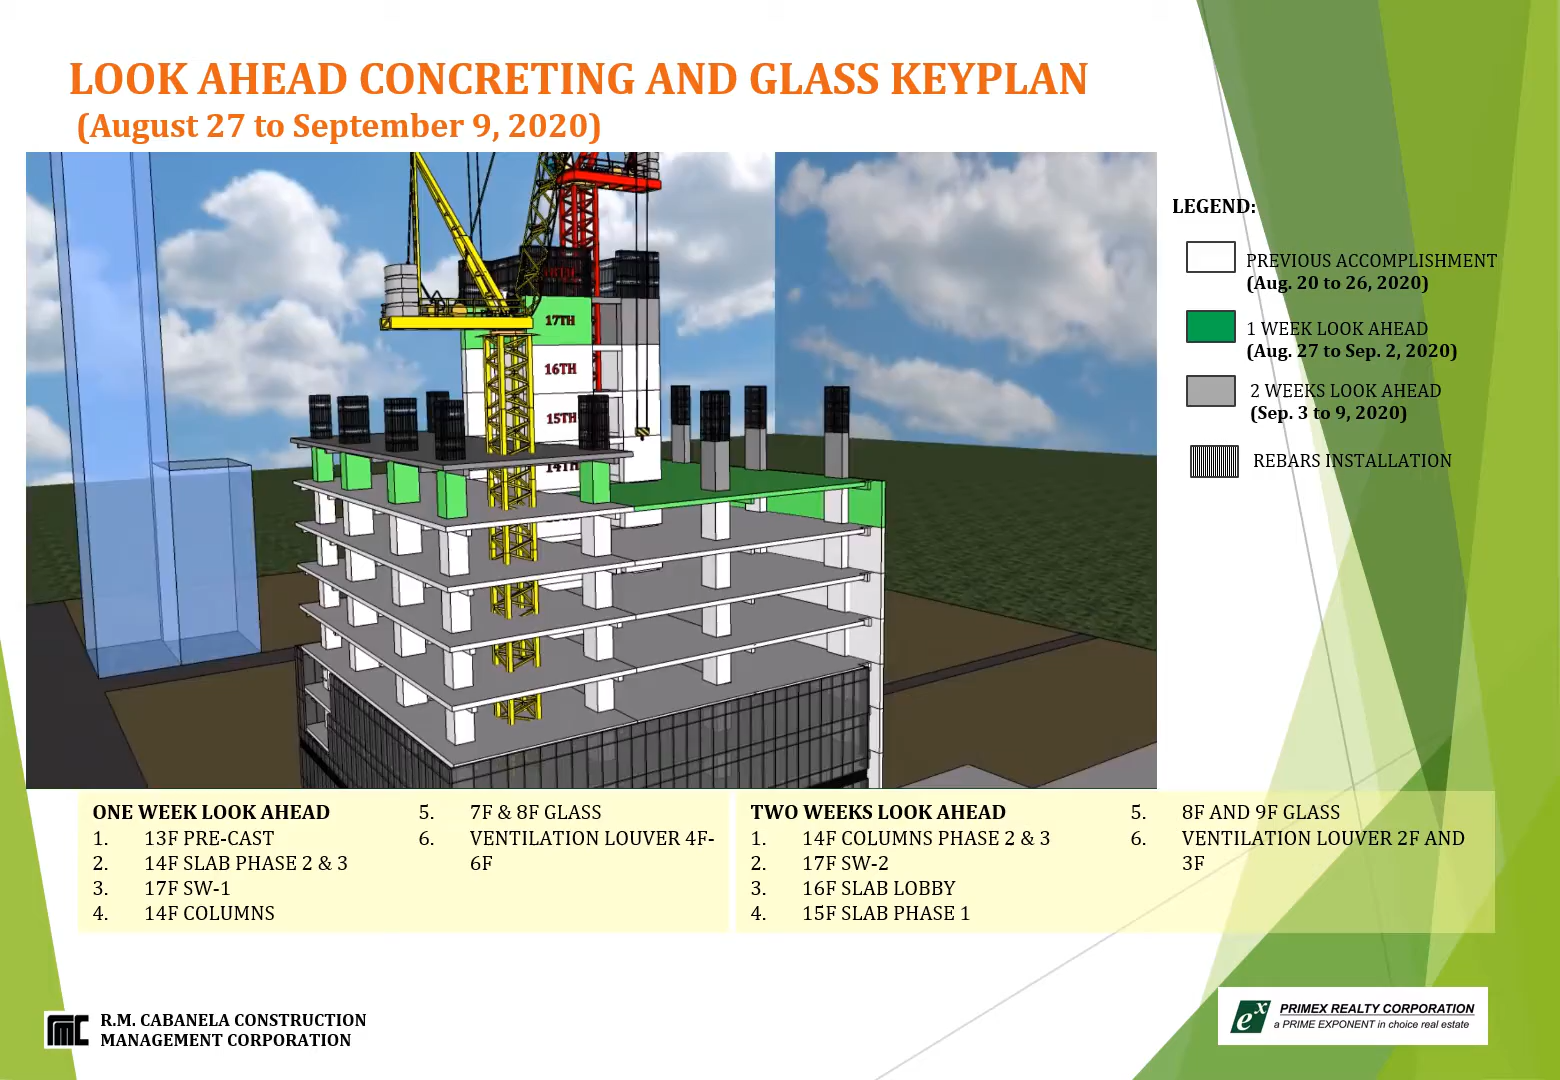 LOOK AHEAD CONCRETING AND GLASS KEYPLAN
(August 27 to September 9, 2020)
17TH
16TH
15TH
14TH
LEGEND:
PREVIOUS ACCOMPLISHMENT
(Aug. 20 to 26, 2020)
1 WEEK LOOK AHEAD
(Aug. 27 to Sep. 2, 2020)
2 WEEKS LOOK AHEAD
(Sep. 3 to 9, 2020)
REBARS INSTALLATION
ONE WEEK LOOK AHEAD
1. 13F PRE-CAST
2. 14F SLAB PHASE 2 & 3
3. 17F SW-1
4. 14F COLUMNS
5. 7F & 8F GLASS
6. VENTILATION LOUVER 4F-
6F
TWO WEEKS LOOK AHEAD
1. 14F COLUMNS PHASE 2 & 3
2. 17F SW-2
3. 16F SLAB LOBBY
4. 15F SLAB PHASE 1
5. 8F AND 9F GLASS
6. VENTILATION LOUVER 2F AND
3F
R.M. CABANELA CONSTRUCTION
MANAGEMENT CORPORATION
ex
PRIMEX REALTY CORPORATION
a PRIME EXPONENT in choice real estate